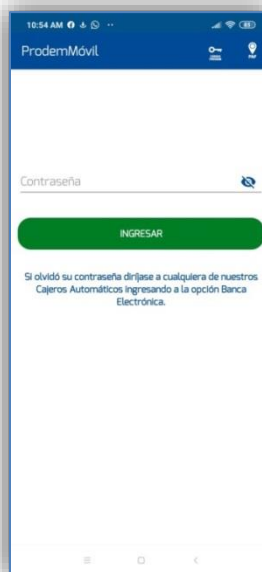 10:54 AM
ProdemMóvil
Contraseña
INGRESAR
Si olvidó su contraseña diríjase a cualquiera de nuestros
Cajeros Automáticos ingresando a la opción Banca
Electrónica.